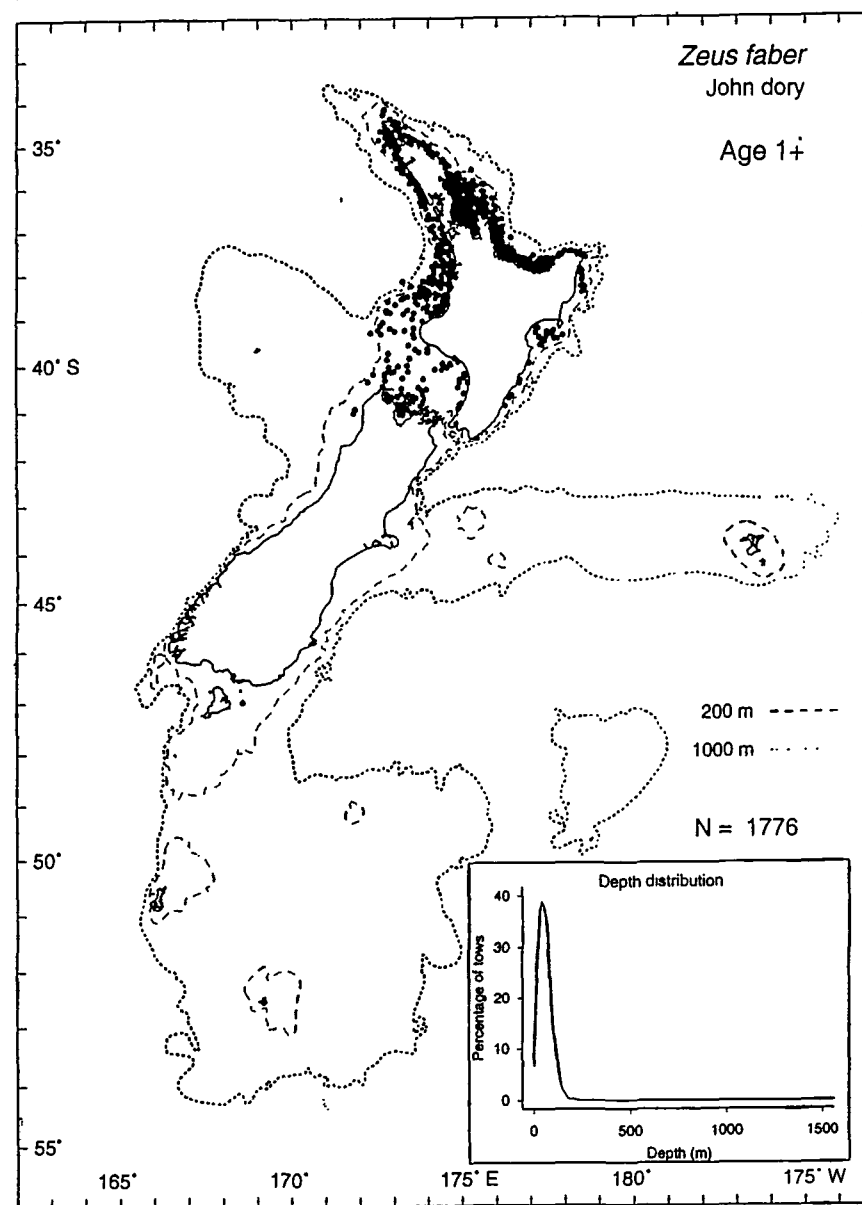 Zeus faber
John dory
Age 1+
35°
40° S
45°
200 m
1000 m
N = 1776
50°
Depth distribution
Percentage of tows
40
30
20
10
0
0 500 1000 1500
Depth (m)
55°
165° 170° 175° E 180° 175° W